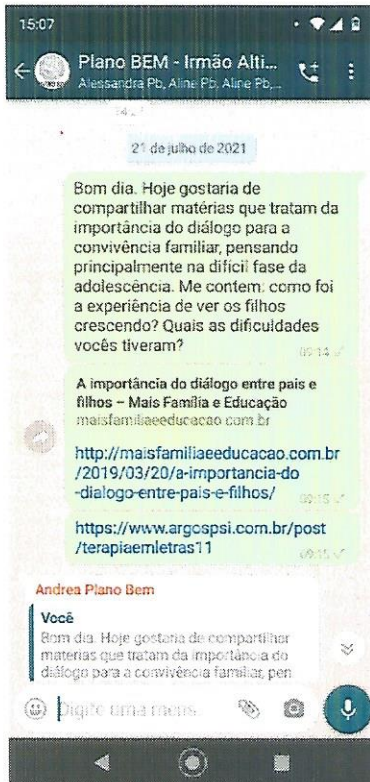 15:07
Plano BEM - Irmão Alti...
Alessandra Pb, Aline Pb, Aline Pb,...
21 de julho de 2021
Bom dia. Hoje gostaria de
compartilhar matérias que tratam da
importância do diálogo para a
convivência familiar, pensando
principalmente na difícil fase da
adolescência. Me contem: como foi
a experiência de ver os filhos
crescendo? Quais as dificuldades
vocês tiveram?
09:14
A importância do diálogo entre pais e
filhos – Mais Família e Educação
maisfamiliaeeducacao.com.br
http://maisfamiliaeeducacao.com.br
/2019/03/20/a-importancia-do
-dialogo-entre-pais-e-filhos/
09:15
https://www.argospsi.com.br/post
/terapiaemletras11
09:15
Andrea Plano Bem
Você
Bom dia. Hoje gostaria de compartilhar
matérias que tratam da importância do
diálogo para a convivência familiar, pen
Digite uma mens...